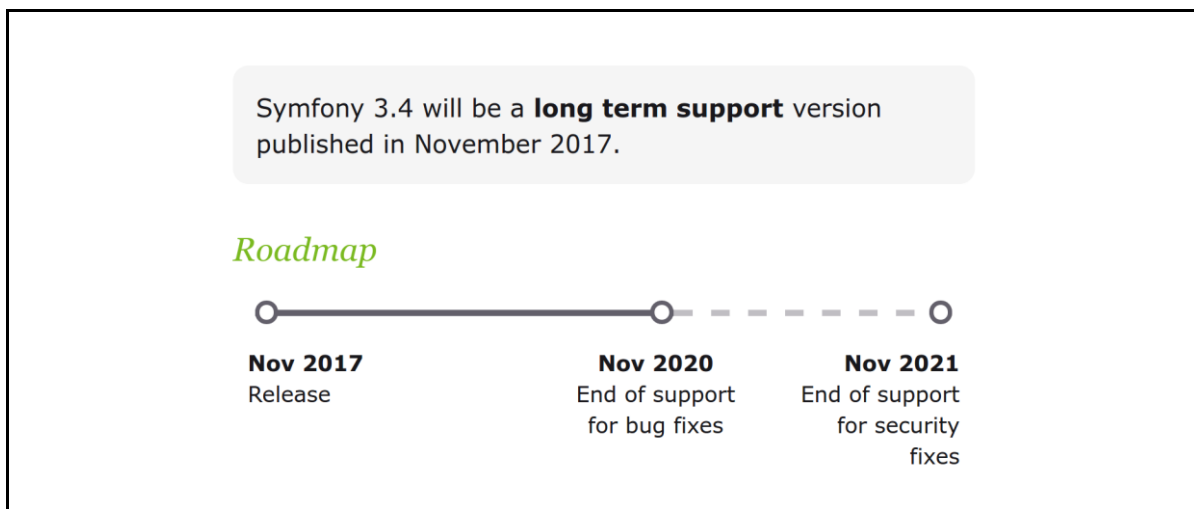 Symfony 3.4 will be a long term support version
published in November 2017.
Roadmap
Nov 2017
Release
Nov 2020
End of support
for bug fixes
Nov 2021
End of support
for security
fixes